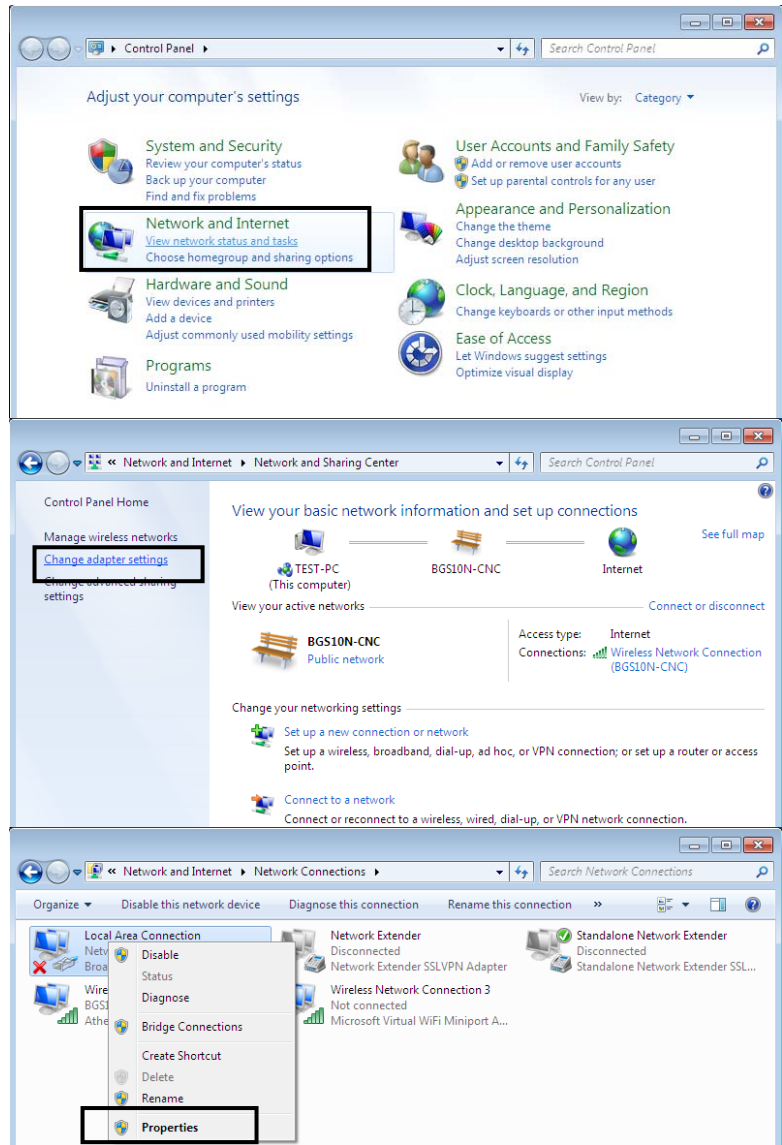 Control Panel
Search Control Panel
Adjust your computer's settings
View by: Category
System and Security
Review your computer's status
Back up your computer
Find and fix problems
Network and Internet
View network status and tasks
Choose homegroup and sharing options
Hardware and Sound
View devices and printers
Add a device
Adjust commonly used mobility settings
Programs
Uninstall a program
User Accounts and Family Safety
Add or remove user accounts
Set up parental controls for any user
Appearance and Personalization
Change the theme
Change desktop background
Adjust screen resolution
Clock, Language, and Region
Change keyboards or other input methods
Ease of Access
Let Windows suggest settings
Optimize visual display
« Network and Internet Network and Sharing Center
Search Control Panel
Control Panel Home
Manage wireless networks
Change adapter settings
Change advanced sharing
settings
View your basic network information and set up connections
See full map
TEST-PC
(This computer)
BGS10N-CNC
Internet
View your active networks
Connect or disconnect
BGS10N-CNC
Public network
Access type: Internet
Connections: Wireless Network Connection
(BGS10N-CNC)
Change your networking settings
Set up a new connection or network
Set up a wireless, broadband, dial-up, ad hoc, or VPN connection; or set up a router or access
point.
Connect to a network
Connect or reconnect to a wireless, wired, dial-up, or VPN network connection.
« Network and Internet Network Connections
Search Network Connections
Organize Disable this network device Diagnose this connection Rename this connection »
Local Area Connection
Netv
Broa
Wire
BGS1
Athe
Disable
Status
Diagnose
Bridge Connections
Create Shortcut
Delete
Rename
Properties
Network Extender
Disconnected
Network Extender SSLVPN Adapter
Wireless Network Connection 3
Not connected
Microsoft Virtual WiFi Miniport A...
Standalone Network Extender
Disconnected
Standalone Network Extender SSL...